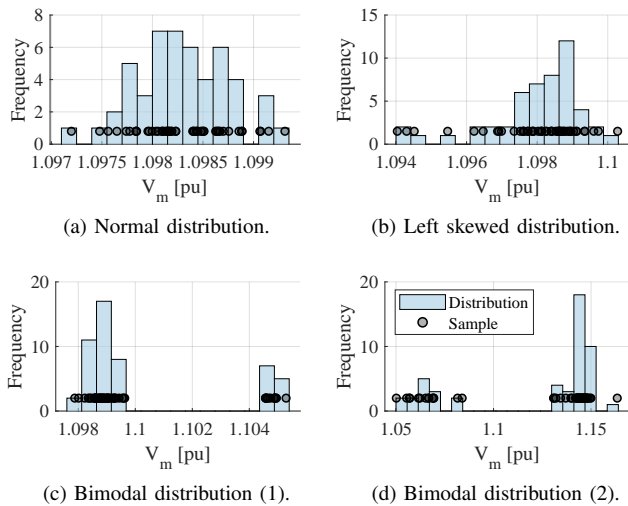 8
6
4
2
0
Frequency
1.097 1.0975 1.098 1.0985 1.099
V_m [pu]
(a) Normal distribution.
15
10
5
0
Frequency
1.094 1.096 1.098 1.1
V_m [pu]
(b) Left skewed distribution.
20
10
0
Frequency
1.098 1.1 1.102 1.104
V_m [pu]
(c) Bimodal distribution (1).
20
10
0
Frequency
Distribution
Sample
1.05 1.1 1.15
V_m [pu]
(d) Bimodal distribution (2).